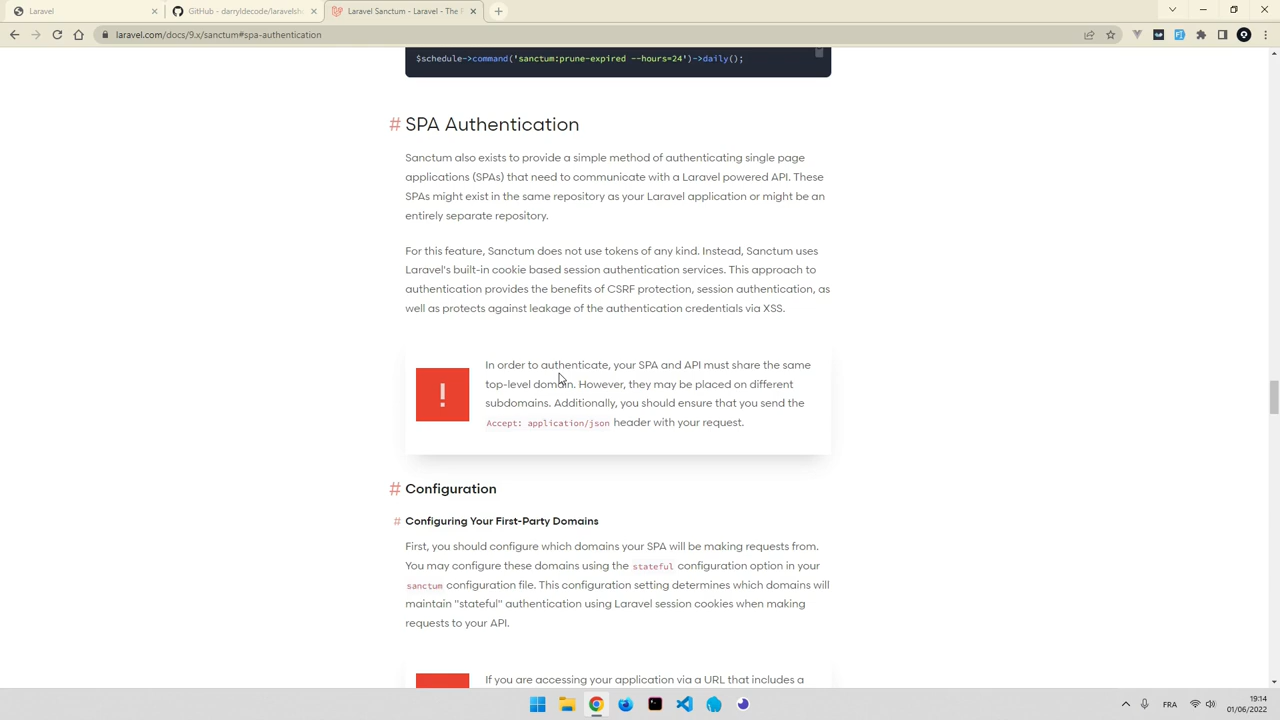 Laravel
GitHub - darryldecode/laravelsho
Laravel Sanctum - Laravel - The P
laravel.com/docs/9.x/sanctum#spa-authentication
$schedule->command('sanctum:prune-expired --hours=24')->daily();
# SPA Authentication
Sanctum also exists to provide a simple method of authenticating single page
applications (SPAs) that need to communicate with a Laravel powered API. These
SPAs might exist in the same repository as your Laravel application or might be an
entirely separate repository.
For this feature, Sanctum does not use tokens of any kind. Instead, Sanctum uses
Laravel's built-in cookie based session authentication services. This approach to
authentication provides the benefits of CSRF protection, session authentication, as
well as protects against leakage of the authentication credentials via XSS.
In order to authenticate, your SPA and API must share the same
top-level domain. However, they may be placed on different
subdomains. Additionally, you should ensure that you send the
Accept: application/json header with your request.
# Configuration
# Configuring Your First-Party Domains
First, you should configure which domains your SPA will be making requests from.
You may configure these domains using the stateful configuration option in your
sanctum configuration file. This configuration setting determines which domains will
maintain "stateful" authentication using Laravel session cookies when making
requests to your API.
If you are accessing your application via a URL that includes a
FRA
19:14
01/06/2022